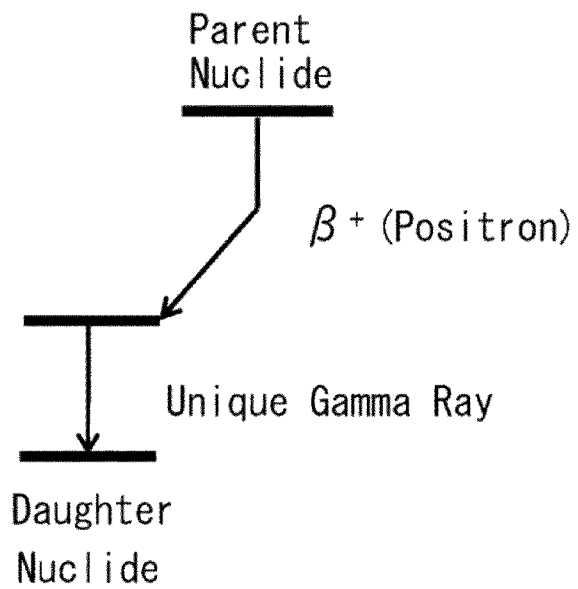 Parent
Nuclide
β+ (Positron)
Unique Gamma Ray
Daughter
Nuclide